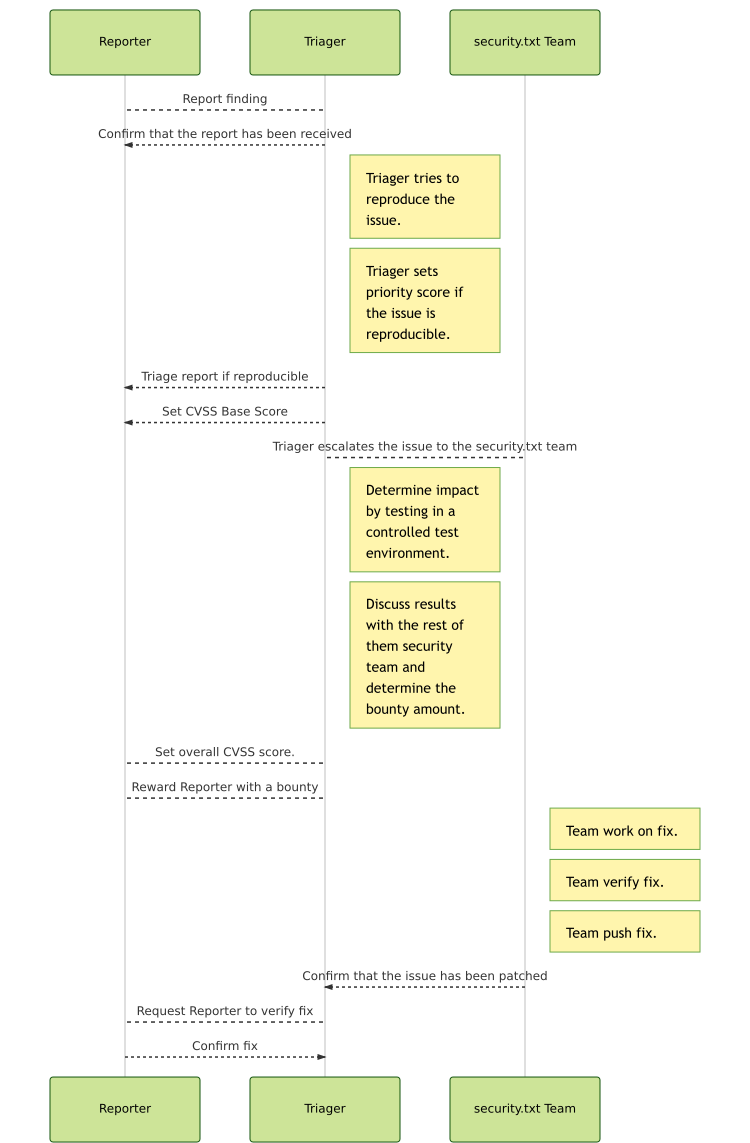 Reporter
Triager
security.txt Team
Report finding
Confirm that the report has been received
Triager tries to
reproduce the
issue.
Triager sets
priority score if
the issue is
reproducible.
Triage report if reproducible
Set CVSS Base Score
Triager escalates the issue to the security.txt team
Determine impact
by testing in a
controlled test
environment.
Discuss results
with the rest of
them security
team and
determine the
bounty amount.
Set overall CVSS score.
Reward Reporter with a bounty
Team work on fix.
Team verify fix.
Team push fix.
Confirm that the issue has been patched
Request Reporter to verify fix
Confirm fix
Reporter
Triager
security.txt Team